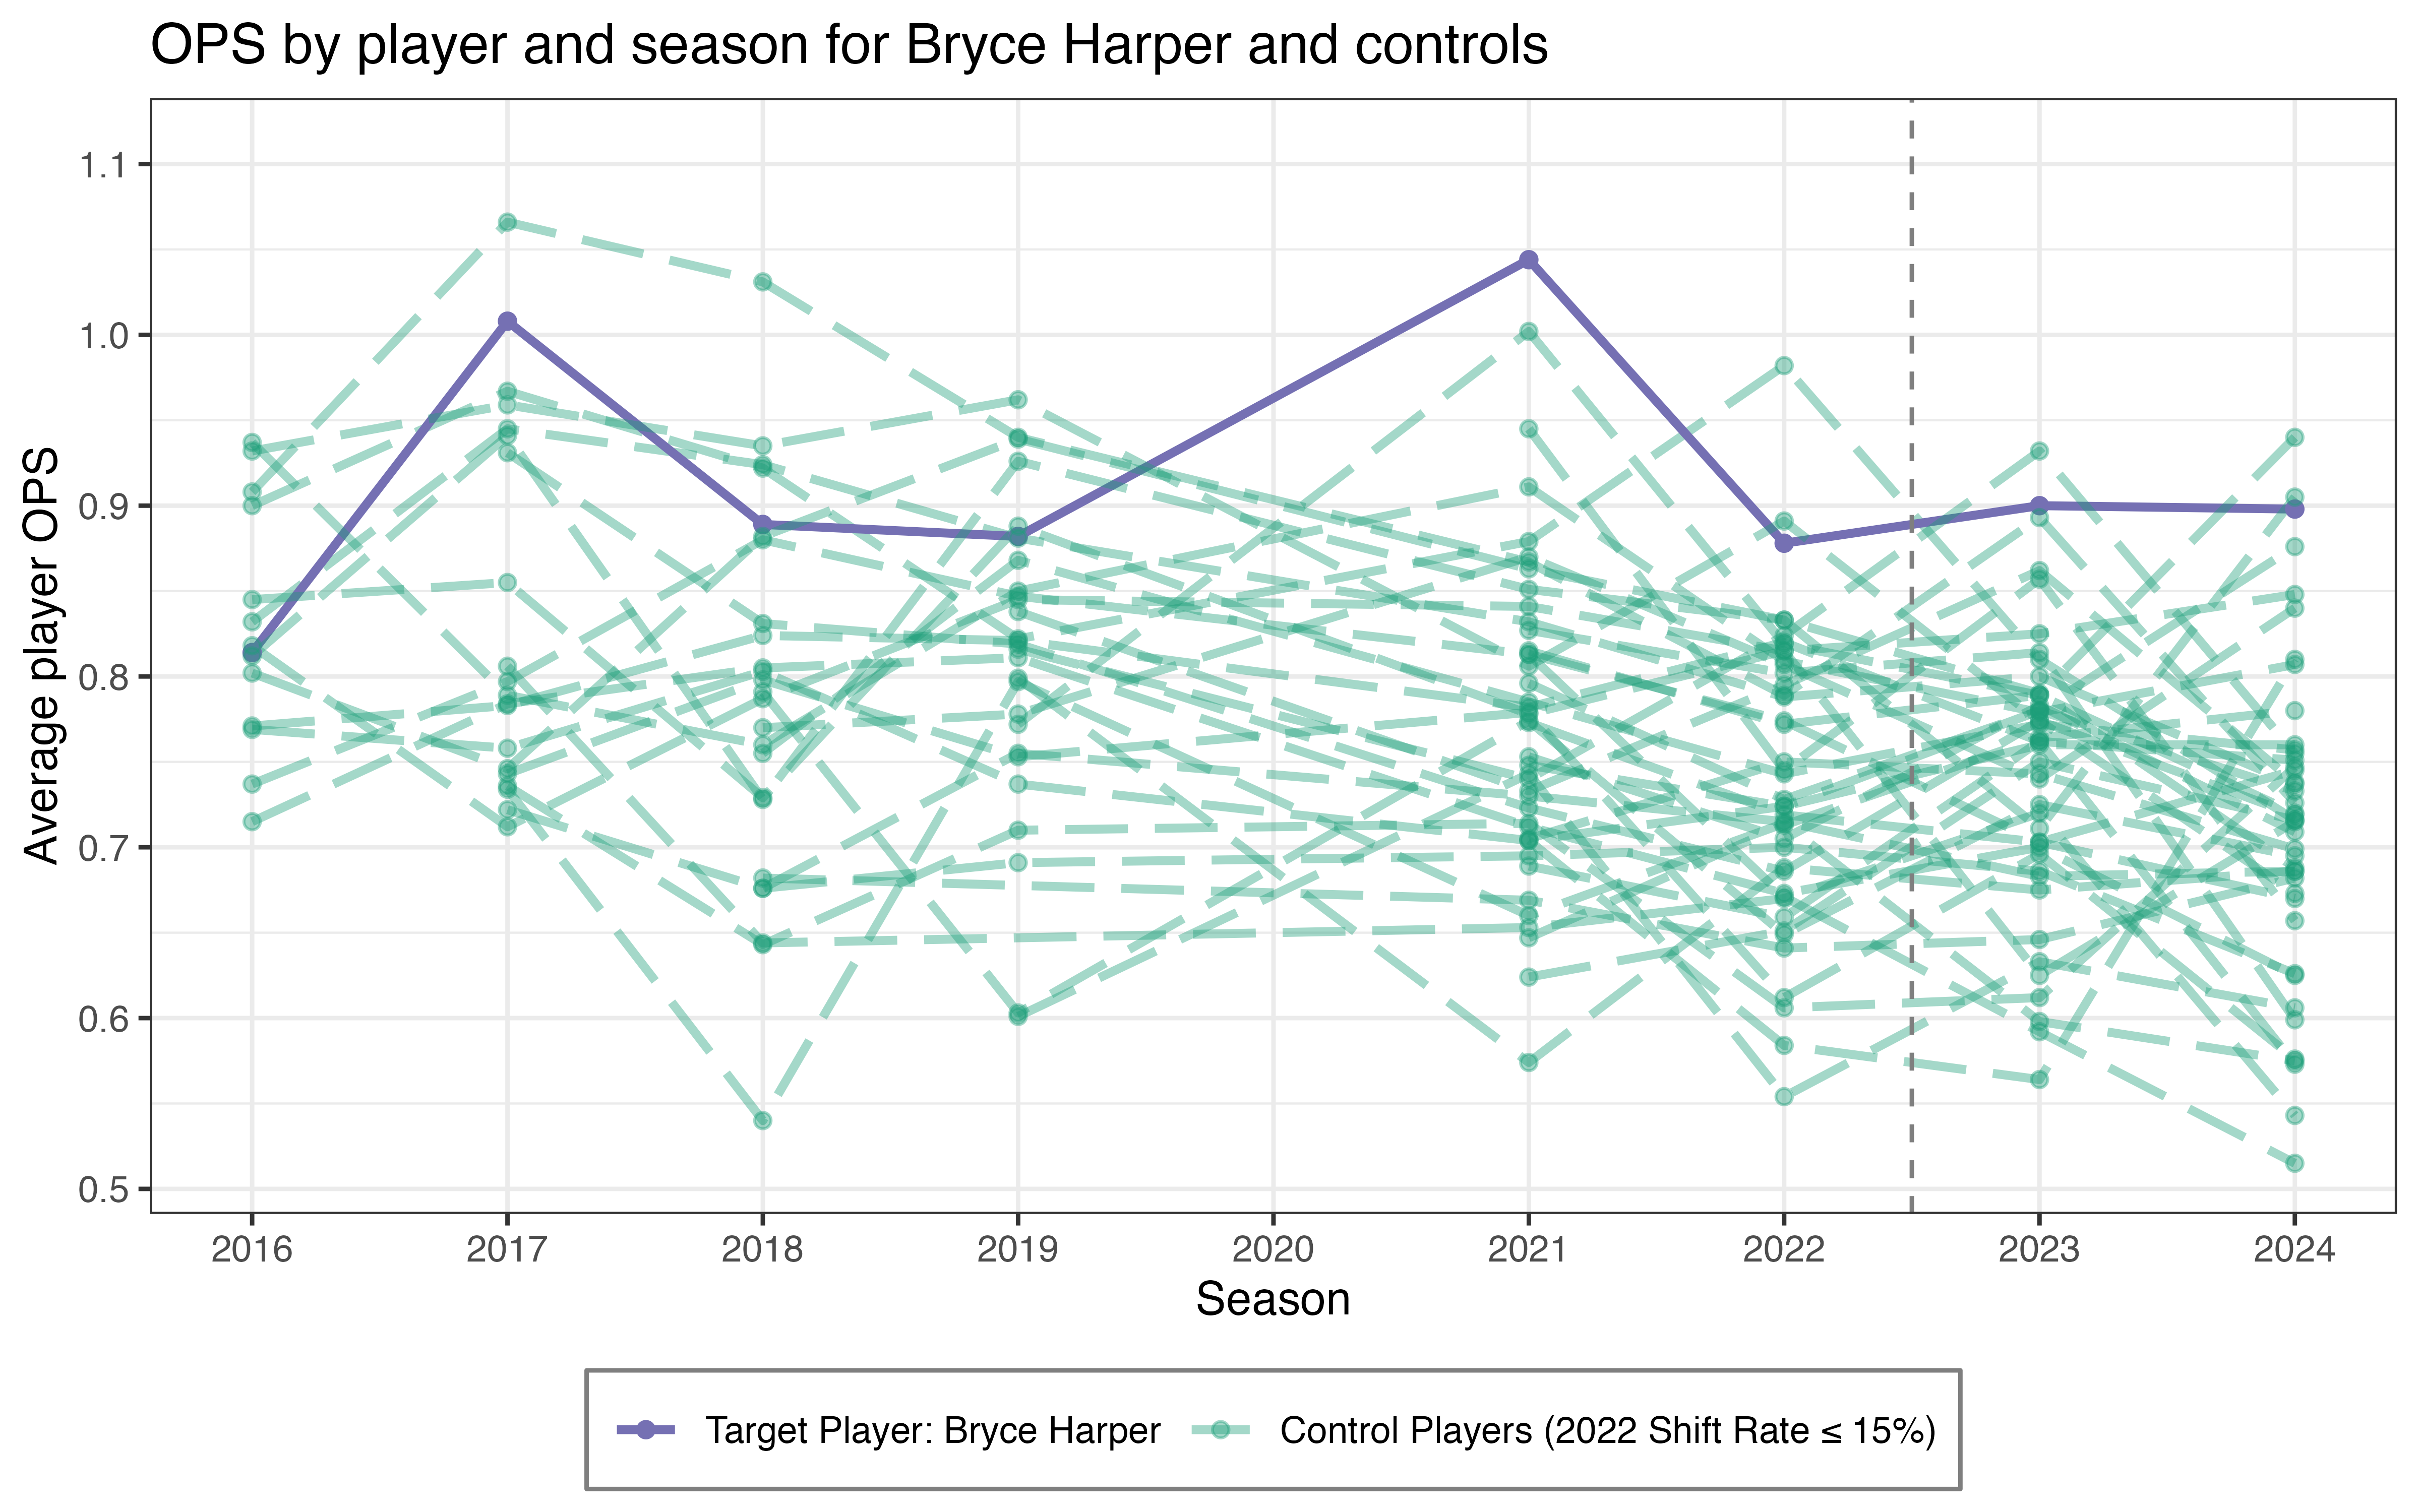 OPS by player and season for Bryce Harper and controls
Average player OPS
1.1
1.0
0.9
0.8
0.7
0.6
0.5
2016 2017 2018 2019 2020 2021 2022 2023 2024
Season
Target Player: Bryce Harper Control Players (2022 Shift Rate ≤ 15%)